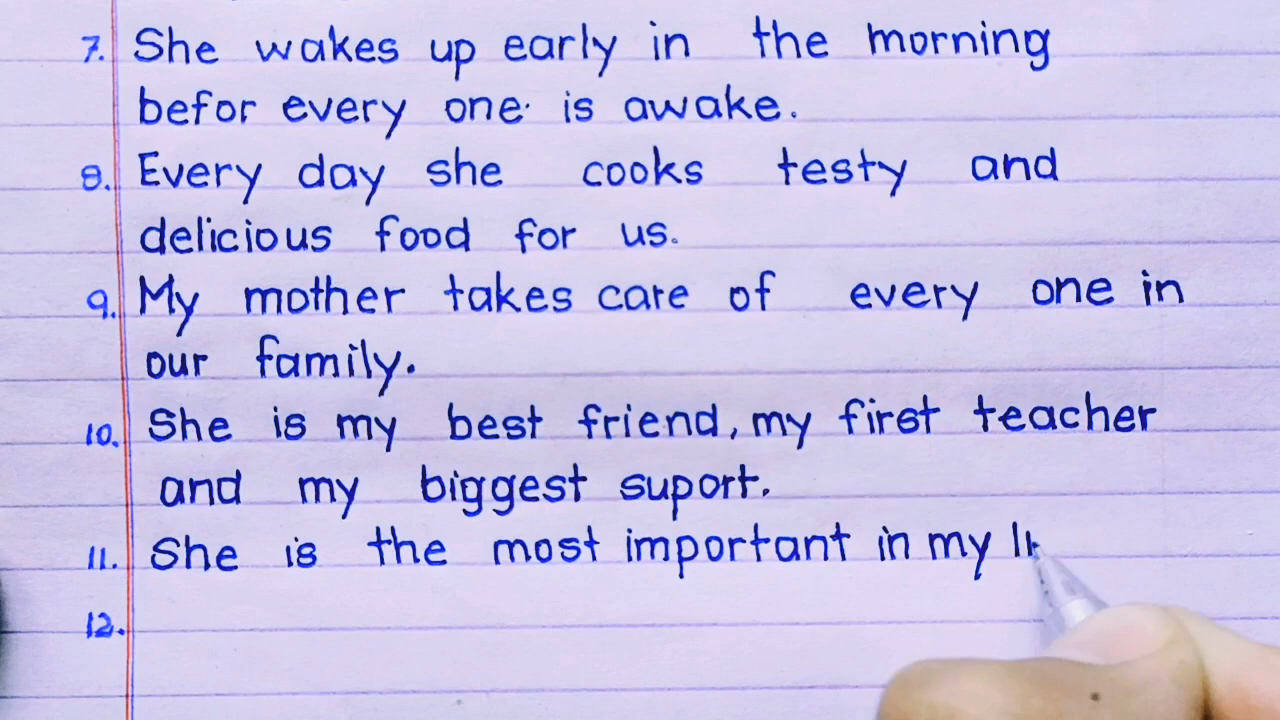 7. She wakes up early in the morning
befor every one is awake.
8. Every day she cooks testy and
delicious food for us.
9. My mother takes care of every one in
our family.
10. She is my best friend, my first teacher
and my biggest suport.
11. She is the most important in my
12.